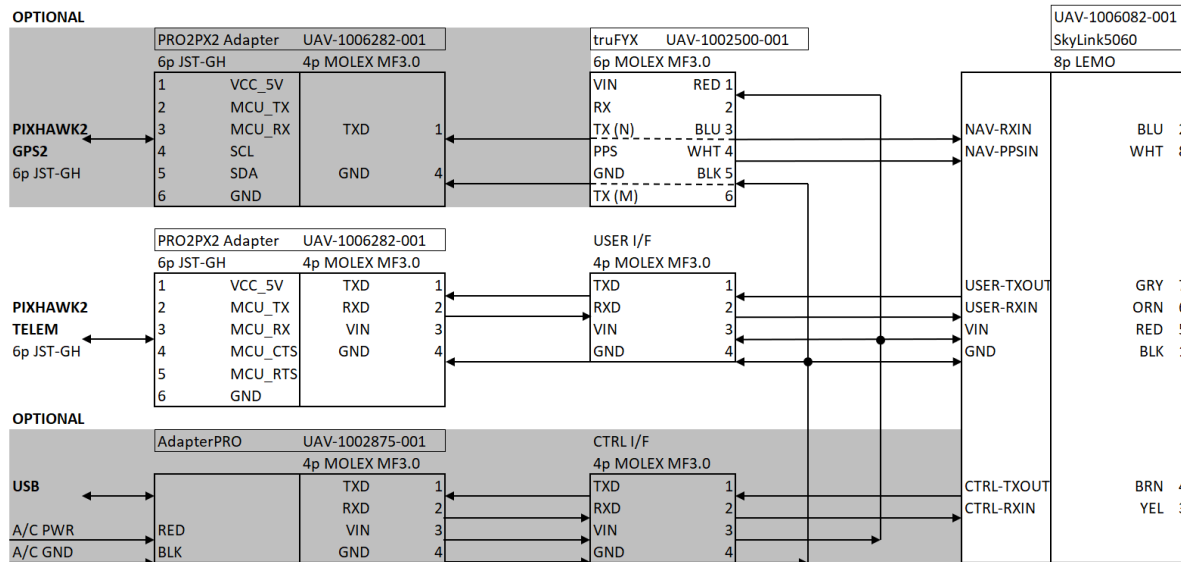 OPTIONAL
UAV-1006082-001
PRO2PX2 Adapter UAV-1006282-001 truFYX UAV-1002500-001 SkyLink5060
6p JST-GH 4p MOLEX MF3.0 6p MOLEX MF3.0 8p LEMO
1 VCC_5V VIN RED 1
2 MCU_TX RX 2
PIXHAWK2 3 MCU_RX TXD 1 TX (N) BLU 3 NAV-RXIN BLU
GPS2 4 SCL PPS WHT 4 NAV-PPSIN WHT
6p JST-GH 5 SDA GND 4 GND BLK 5
6 GND TX (M) 6
PRO2PX2 Adapter UAV-1006282-001 USER I/F
6p JST-GH 4p MOLEX MF3.0 4p MOLEX MF3.0
1 VCC_5V TXD 1 TXD 1 USER-TXOUT GRY
PIXHAWK2 2 MCU_TX RXD 2 RXD 2 USER-RXIN ORN
TELEM 3 MCU_RX VIN 3 VIN 3 VIN RED
6p JST-GH 4 MCU_CTS GND 4 GND 4 GND BLK
5 MCU_RTS
6 GND
OPTIONAL
AdapterPRO UAV-1002875-001 CTRL I/F
4p MOLEX MF3.0 4p MOLEX MF3.0
USB TXD 1 TXD 1 CTRL-TXOUT BRN
RXD 2 RXD 2 CTRL-RXIN YEL
A/C PWR RED VIN 3 VIN 3
A/C GND BLK GND 4 GND 4